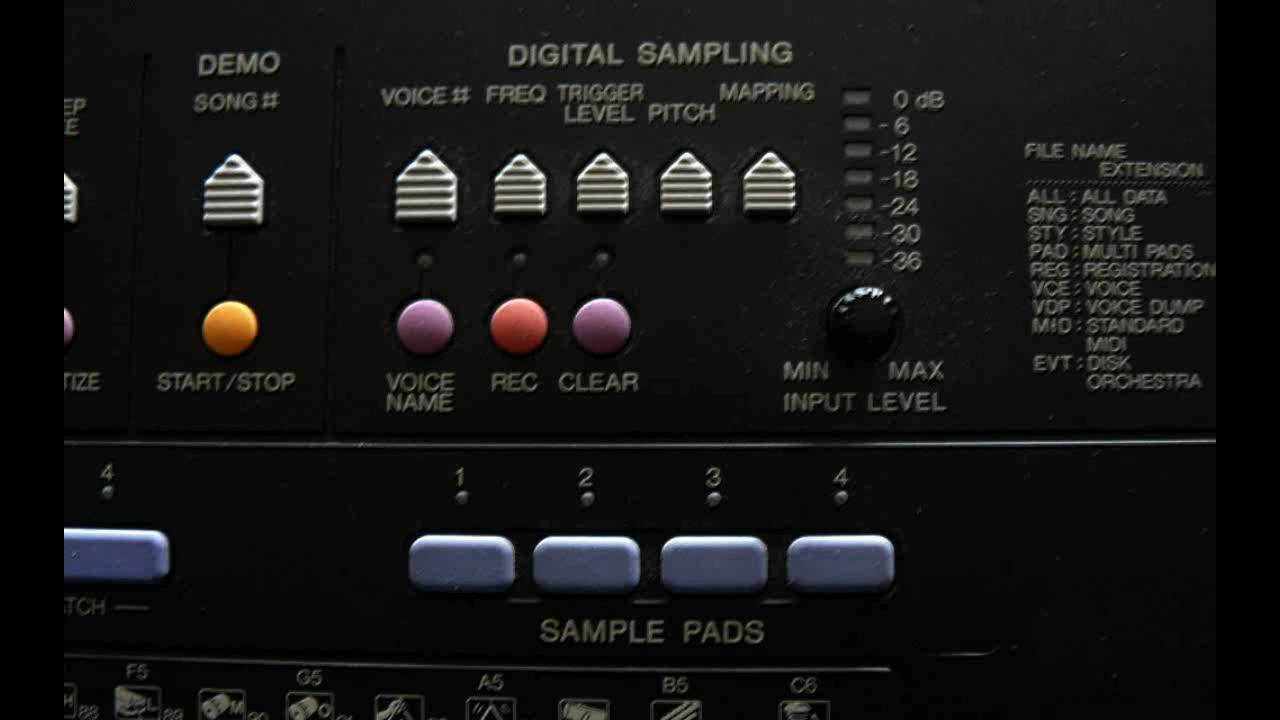 DEMO
SONG#
START/STOP
DIGITAL SAMPLING
VOICE# FREQ TRIGGER LEVEL PITCH MAPPING
VOICE NAME
REC
CLEAR
0 dB
-6
-12
-18
-24
-30
-36
MIN MAX
INPUT LEVEL
FILE NAME
EXTENSION
ALL : ALL DATA
SNG : SONG
STY : STYLE
PAD : MULTI PADS
REG : REGISTRATION
VCE : VOICE
VDP : VOICE DUMP
MID : STANDARD
MIDI
EVT : DISK
ORCHESTRA
4
1 2 3 4
SAMPLE PADS
F5 G5 A5 B5 C6